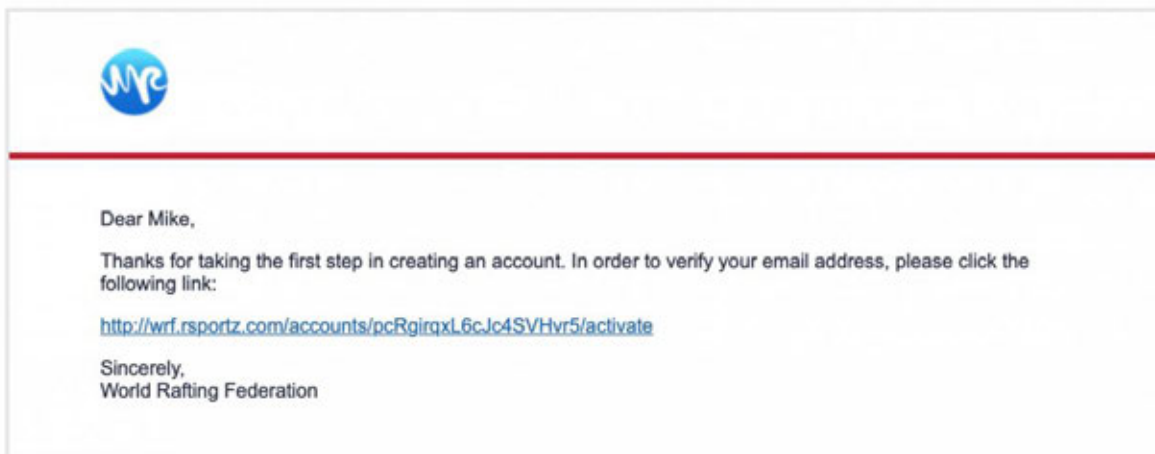 Dear Mike,
Thanks for taking the first step in creating an account. In order to verify your email address, please click the
following link:
http://wrf.rsportz.com/accounts/pcRgirqxL6cJc4SVHvr5/activate
Sincerely,
World Rafting Federation